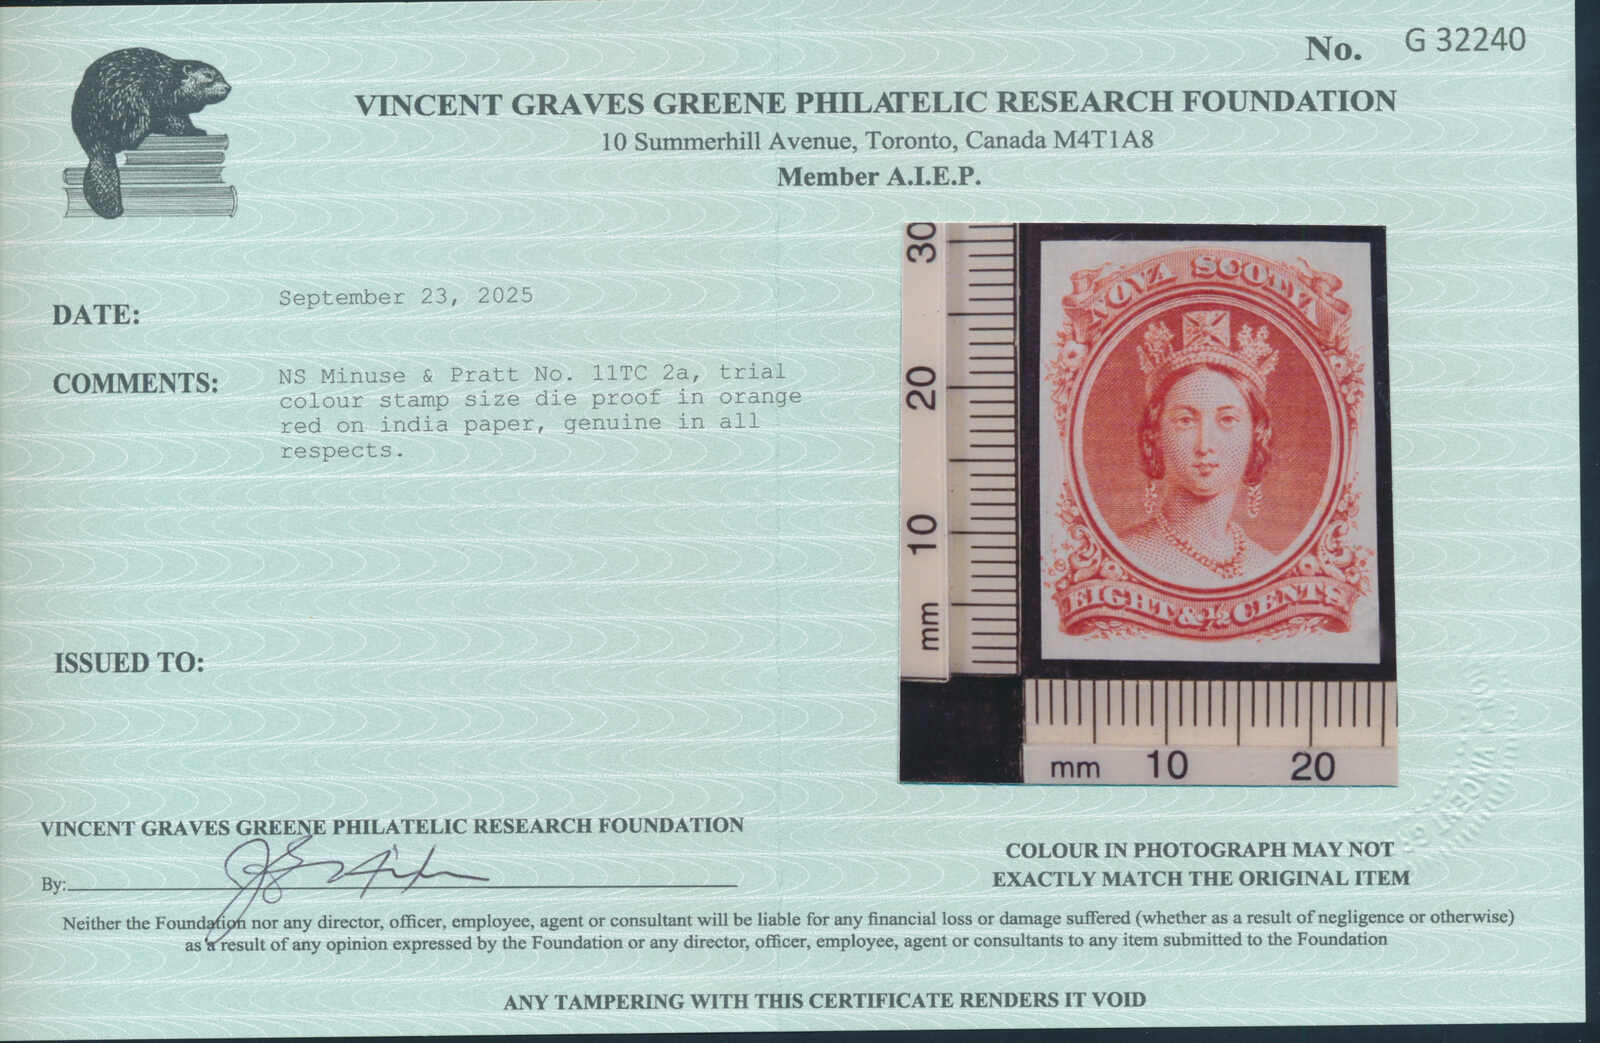 No. G 32240
VINCENT GRAVES GREENE PHILATELIC RESEARCH FOUNDATION
10 Summerhill Avenue, Toronto, Canada M4T1A8
Member A.I.E.P.
DATE: September 23, 2025
COMMENTS: NS Minuse & Pratt No. 11TC 2a, trial
colour stamp size die proof in orange
red on india paper, genuine in all
respects.
ISSUED TO:
30
20
10
mm
NOVA SCOTIA
EIGHT & ½ CENTS
mm 10 20
VINCENT GRAVES GREENE PHILATELIC RESEARCH FOUNDATION
By:
COLOUR IN PHOTOGRAPH MAY NOT
EXACTLY MATCH THE ORIGINAL ITEM
Neither the Foundation nor any director, officer, employee, agent or consultant will be liable for any financial loss or damage suffered (whether as a result of negligence or otherwise)
as a result of any opinion expressed by the Foundation or any director, officer, employee, agent or consultants to any item submitted to the Foundation
ANY TAMPERING WITH THIS CERTIFICATE RENDERS IT VOID